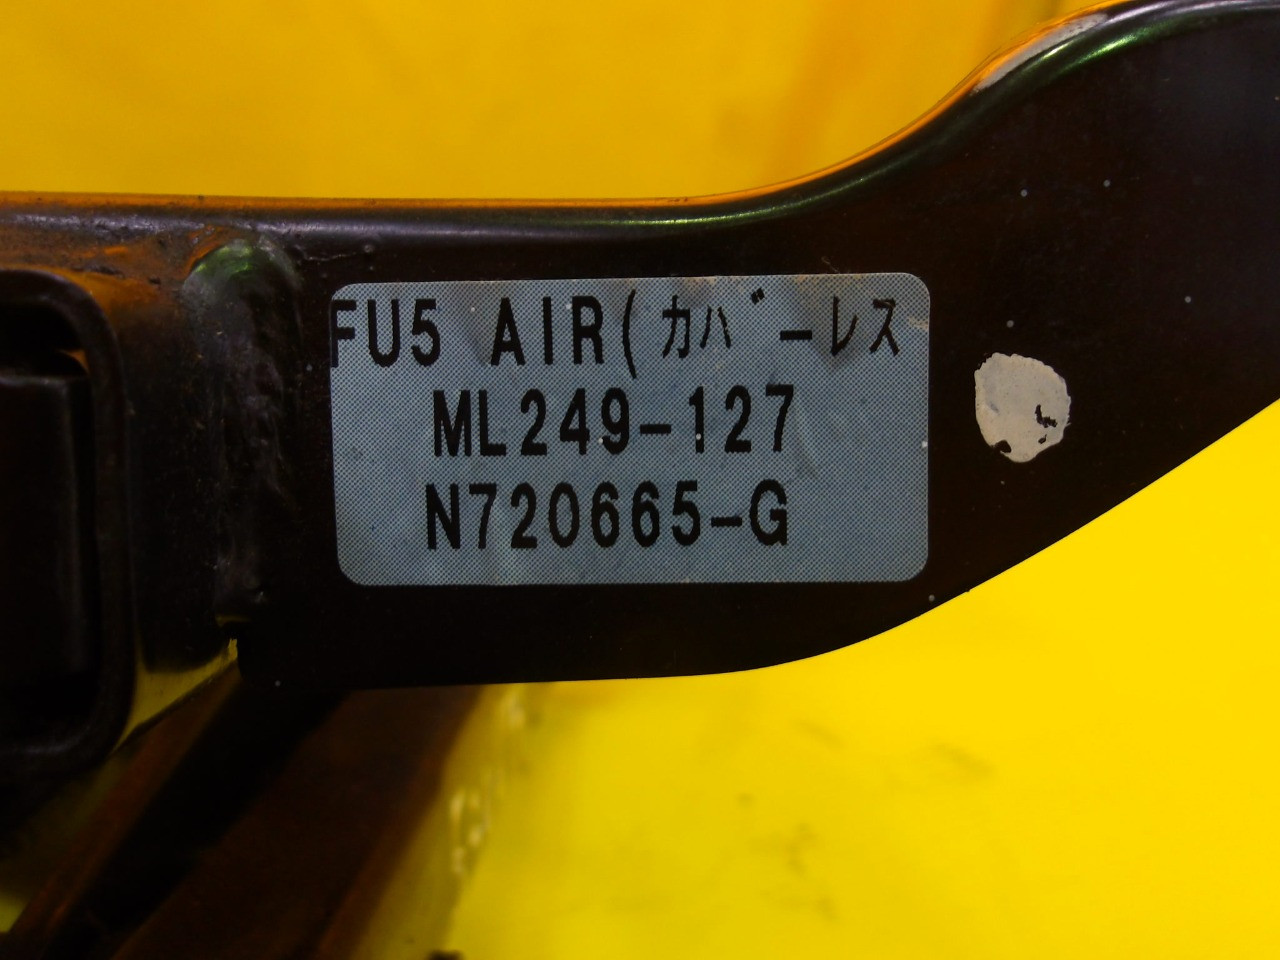 FU5 AIR(ｶﾊﾞｰﾚｽ
ML249-127
N720665-G